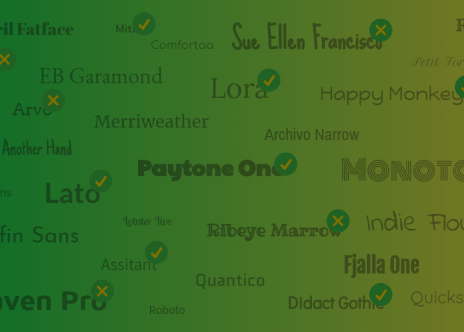 ril Fatface
Mit
Comfortaa
Sue Ellen Francisco
R
Petit For
EB Garamond
Lora
Happy Monkey
Arvo
Merriweather
Archivo Narrow
Another Hand
Paytone One
MONOTO
ns
Lato
Lobster Two
Ribeye Marrow
Indie Flo
fin Sans
Assitant
Fjalla One
Quantico
aven Pro
Roboto
Didact Gothic
Quicks